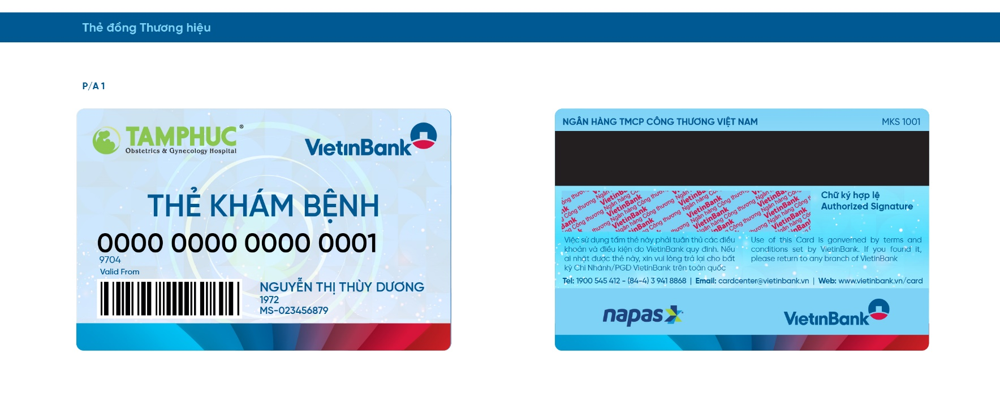 Thẻ đồng Thương hiệu
P/A 1
TAMPHUC®
Obstetrics & Gynecology Hospital
VietinBank
THẺ KHÁM BỆNH
0000 0000 0000 0001
9704
Valid From
NGUYỄN THỊ THÙY DƯƠNG
1972
MS-023456879
NGÂN HÀNG TMCP CÔNG THƯƠNG VIỆT NAM
MKS 1001
Ngân hàng Công thương
VietinBank
Chữ ký hợp lệ
Authorized Signature
Việc sử dụng tấm thẻ này phải tuân thủ các điều
khoản và điều kiện do VietinBank quy định. Nếu
ai nhặt được thẻ này, xin vui lòng trả lại cho bất
kỳ Chi Nhánh/PGD VietinBank trên toàn quốc
Use of this Card is gonverned by terms and
conditions set by VietinBank. If you found it,
please return to any branch of VietinBank
Tel: 1900 545 412 - (84-4) 3 941 8868 | Email: cardcenter@vietinbank.vn | Web: www.vietinbank.vn/card
napas
VietinBank